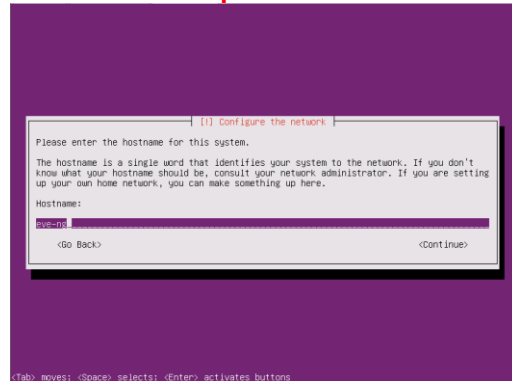 [!] Configure the network
Please enter the hostname for this system.
The hostname is a single word that identifies your system to the network. If you don't
know what your hostname should be, consult your network administrator. If you are setting
up your own home network, you can make something up here.
Hostname:
eve-ng
<Go Back> <Continue>
<Tab> moves; <Space> selects; <Enter> activates buttons